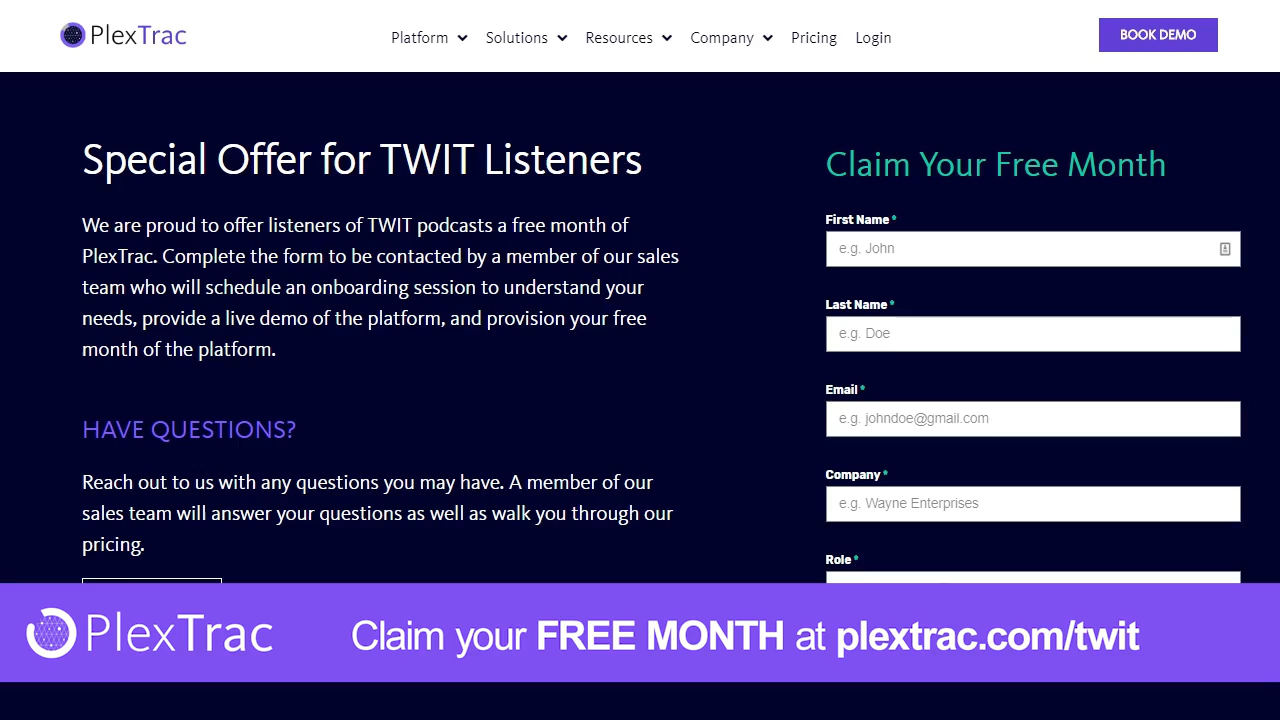 PlexTrac
Platform Solutions Resources Company Pricing Login
BOOK DEMO
Special Offer for TWIT Listeners
We are proud to offer listeners of TWIT podcasts a free month of
PlexTrac. Complete the form to be contacted by a member of our sales
team who will schedule an onboarding session to understand your
needs, provide a live demo of the platform, and provision your free
month of the platform.
HAVE QUESTIONS?
Reach out to us with any questions you may have. A member of our
sales team will answer your questions as well as walk you through our
pricing.
Claim Your Free Month
First Name *
e.g. John
Last Name *
e.g. Doe
Email *
e.g. johndoe@gmail.com
Company *
e.g. Wayne Enterprises
Role *
PlexTrac
Claim your FREE MONTH at plextrac.com/twit